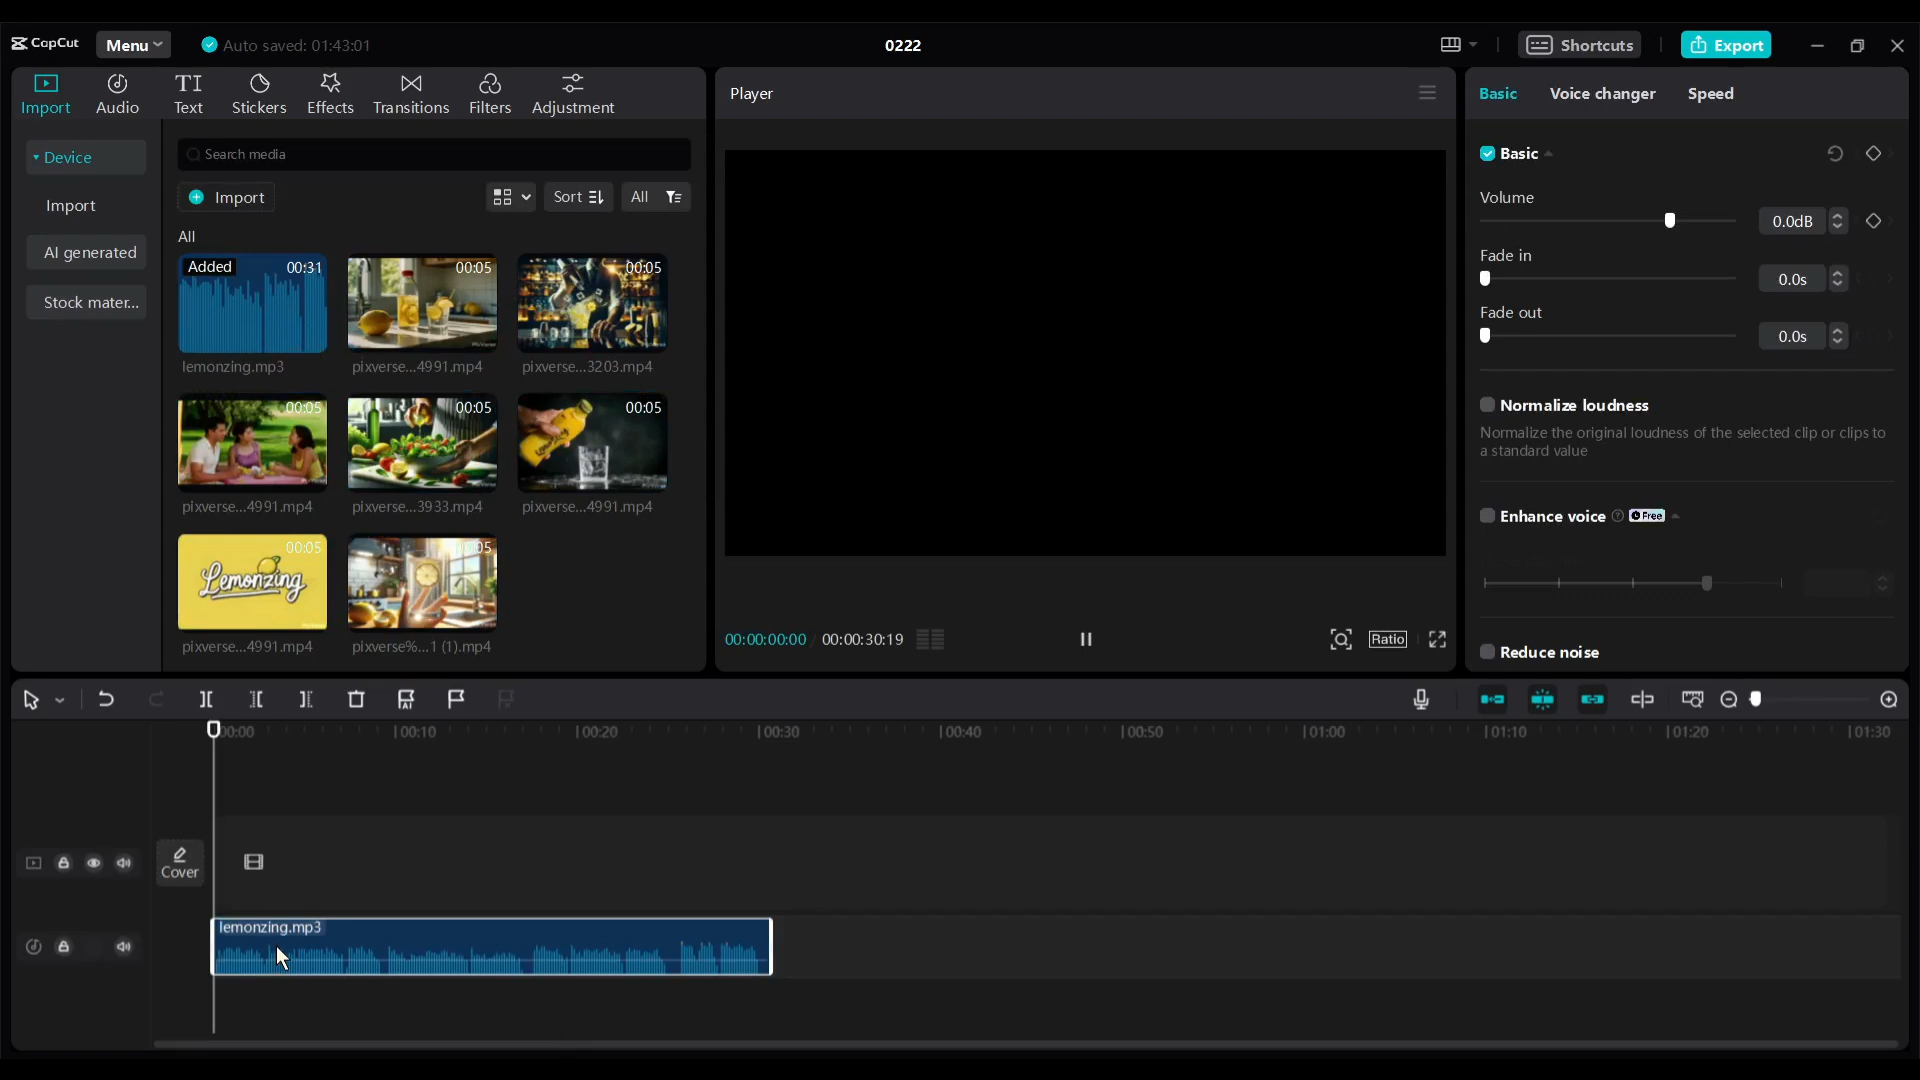 CapCut
Menu
Auto saved: 01:43:01
0222
Shortcuts
Export
Import
Audio
Text
Stickers
Effects
Transitions
Filters
Adjustment
Player
Basic
Voice changer
Speed
Device
Import
AI generated
Stock mater...
Search media
Import
Sort
All
All
Added 00:31
00:05
00:05
lemonzing.mp3
pixverse...4991.mp4
pixverse...3203.mp4
00:05
00:05
00:05
pixverse...4991.mp4
pixverse...3933.mp4
pixverse...4991.mp4
00:05
Lemonzing
00:05
pixverse...4991.mp4
pixverse%...1 (1).mp4
00:00:00:00
00:00:30:19
Ratio
Basic
Volume
0.0dB
Fade in
0.0s
Fade out
0.0s
Normalize loudness
Normalize the original loudness of the selected clip or clips to
a standard value
Enhance voice
Free
Reduce noise
00:00
00:10
00:20
00:30
00:40
00:50
01:00
01:10
01:20
01:30
Cover
lemonzing.mp3